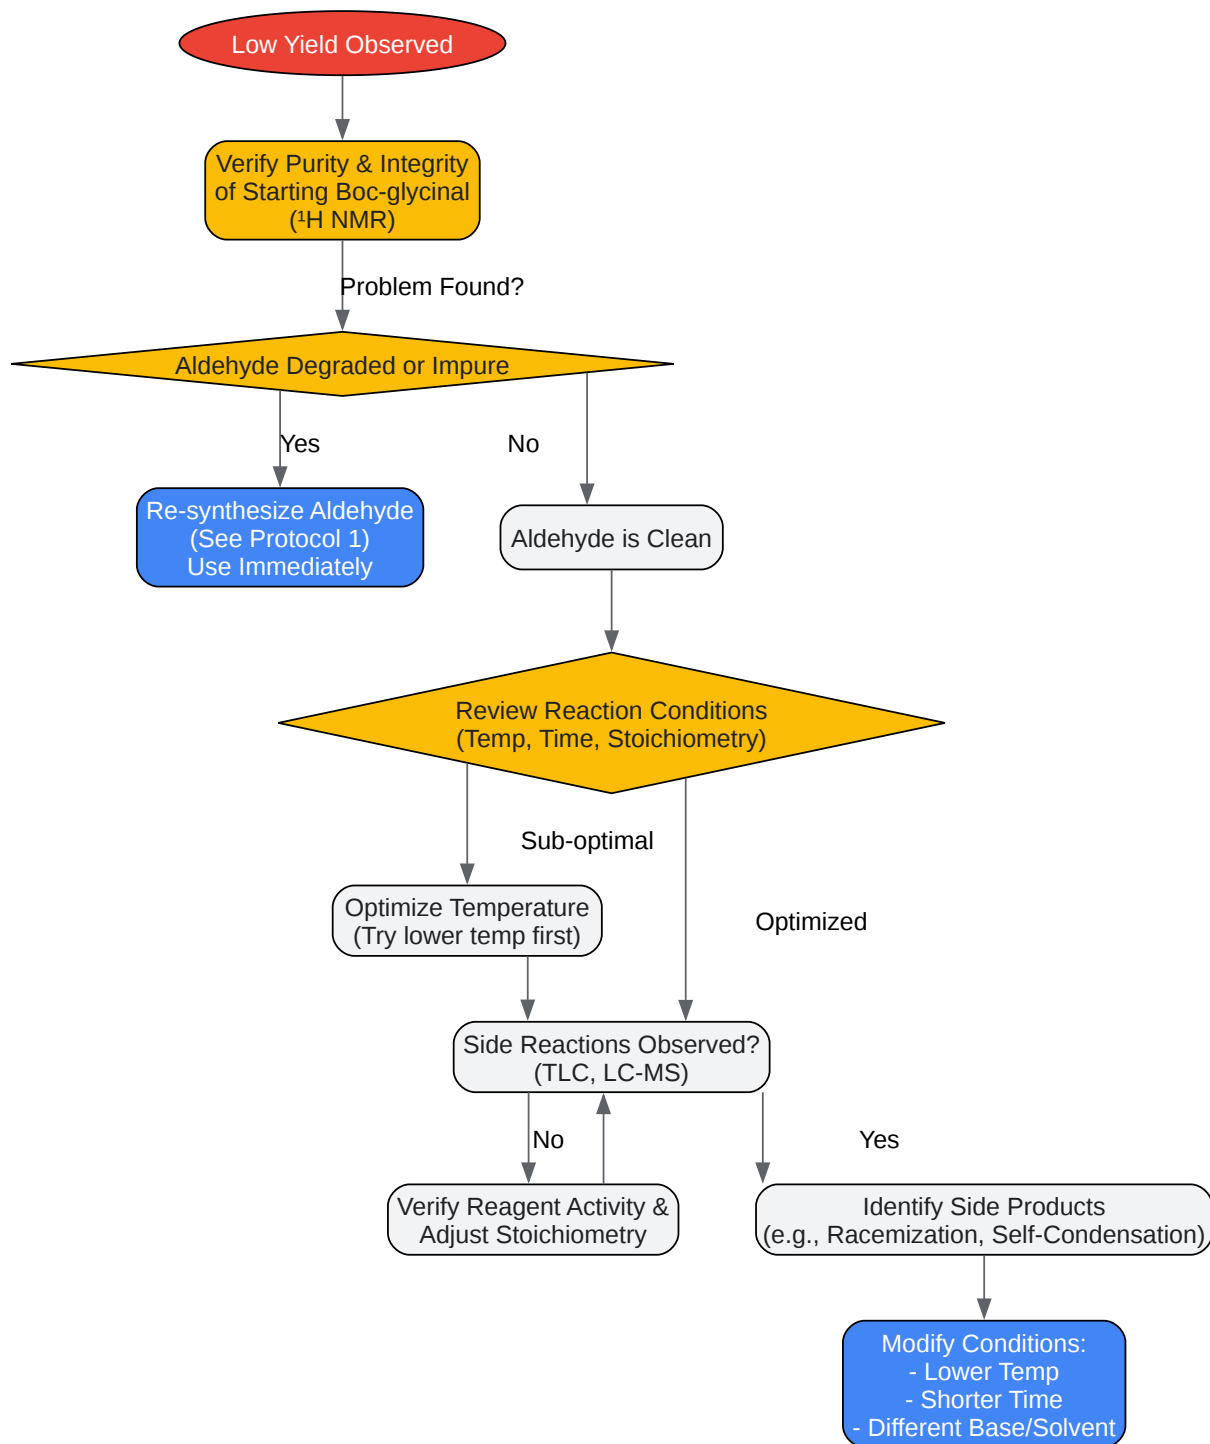 Low Yield Observed
Verify Purity & Integrity
of Starting Boc-glycinal
(¹H NMR)
Problem Found?
Aldehyde Degraded or Impure
Yes
No
Re-synthesize Aldehyde
(See Protocol 1)
Use Immediately
Aldehyde is Clean
Review Reaction Conditions
(Temp, Time, Stoichiometry)
Sub-optimal
Optimize Temperature
(Try lower temp first)
Optimized
Side Reactions Observed?
(TLC, LC-MS)
No
Yes
Verify Reagent Activity &
Adjust Stoichiometry
Identify Side Products
(e.g., Racemization, Self-Condensation)
Modify Conditions:
- Lower Temp
- Shorter Time
- Different Base/Solvent